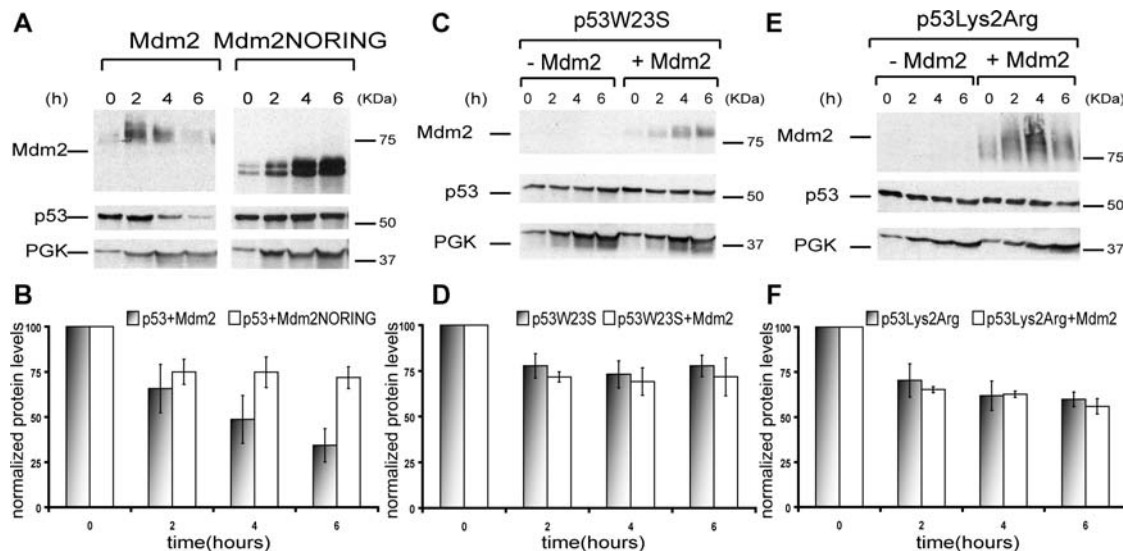 A
Mdm2 Mdm2NORING
(h) 0 2 4 6 0 2 4 6 (KDa)
Mdm2
75
p53
50
PGK
37
B
p53+Mdm2 p53+Mdm2NORING
normalized protein levels
100
75
50
25
0
0 2 4 6
time(hours)
C
p53W23S
- Mdm2 + Mdm2
(h) 0 2 4 6 0 2 4 6 (KDa)
Mdm2
75
p53
50
PGK
37
D
p53W23S p53W23S+Mdm2
normalized protein levels
100
75
50
25
0
0 2 4 6
time(hours)
E
p53Lys2Arg
- Mdm2 + Mdm2
(h) 0 2 4 6 0 2 4 6 (KDa)
Mdm2
75
p53
50
PGK
37
F
p53Lys2Arg p53Lys2Arg+Mdm2
normalized protein levels
100
75
50
25
0
0 2 4 6
time(hours)